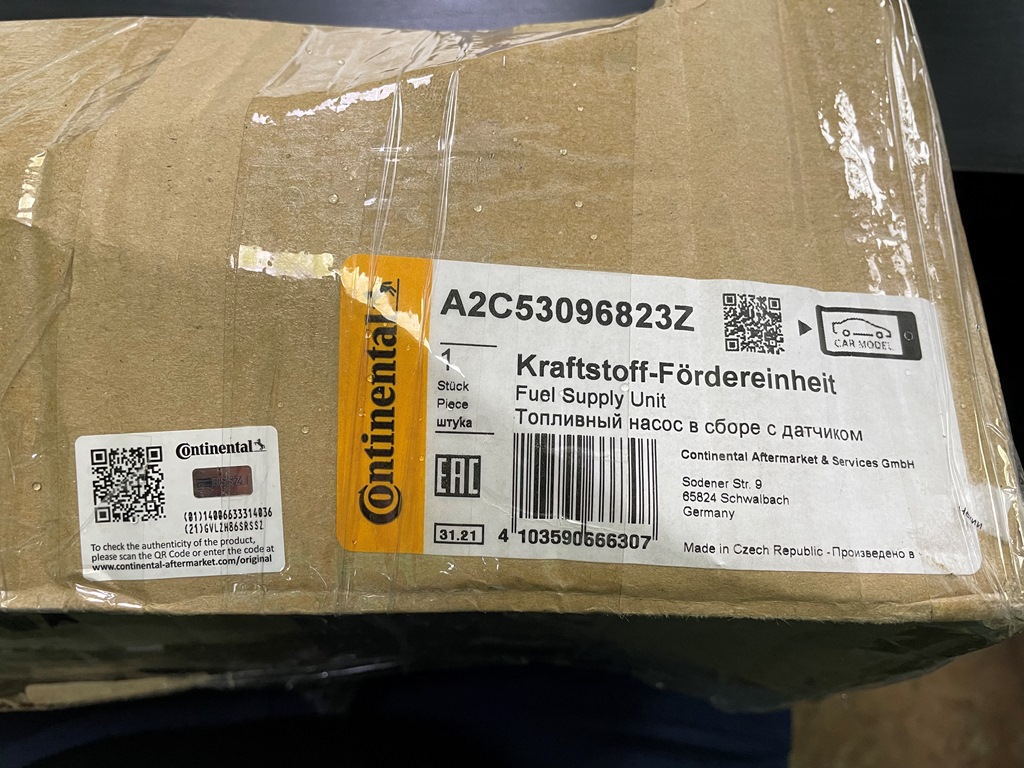 A2C53096823Z
CAR MODEL
Continental
1
Stück
Piece
штука
Kraftstoff-Fördereinheit
Fuel Supply Unit
Топливный насос в сборе с датчиком
EAC
31.21
4 103590666307
Continental Aftermarket & Services GmbH
Sodener Str. 9
65824 Schwalbach
Germany
Made in Czech Republic - Произведено в
Continental
(01)14006633314036
(21)GVLZH86SRSSZ
To check the authenticity of the product,
please scan the QR Code or enter the code at
www.continental-aftermarket.com/original